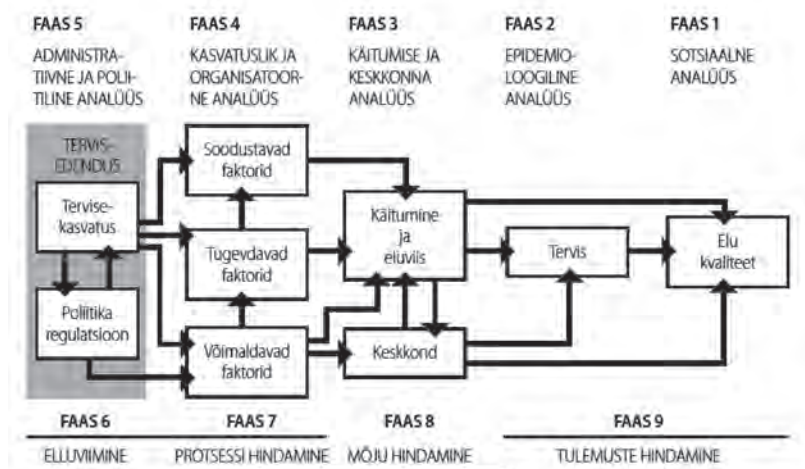 FAAS 5
ADMINISTRA-
TIIVNE JA POLII-
TILINE ANALÜÜS
FAAS 4
KASVATUSLIK JA
ORGANISATOOR-
NE ANALÜÜS
FAAS 3
KÄITUMISE JA
KESKKONNA
ANALÜÜS
FAAS 2
EPIDEMIO-
LOOGILINE
ANALÜÜS
FAAS 1
SOTSIAALNE
ANALÜÜS
TERVIS-
EDENDUS
Tervise-
kasvatus
Poliitika
regulatsioon
Soodustavad
faktorid
Tugevdavad
faktorid
Võimaldavad
faktorid
Käitumine
ja
eluviis
Keskkond
Tervis
Elu
kvaliteet
FAAS 6
ELLUVIIMINE
FAAS 7
PROTSESSI HINDAMINE
FAAS 8
MÕJU HINDAMINE
FAAS 9
TULEMUSTE HINDAMINE